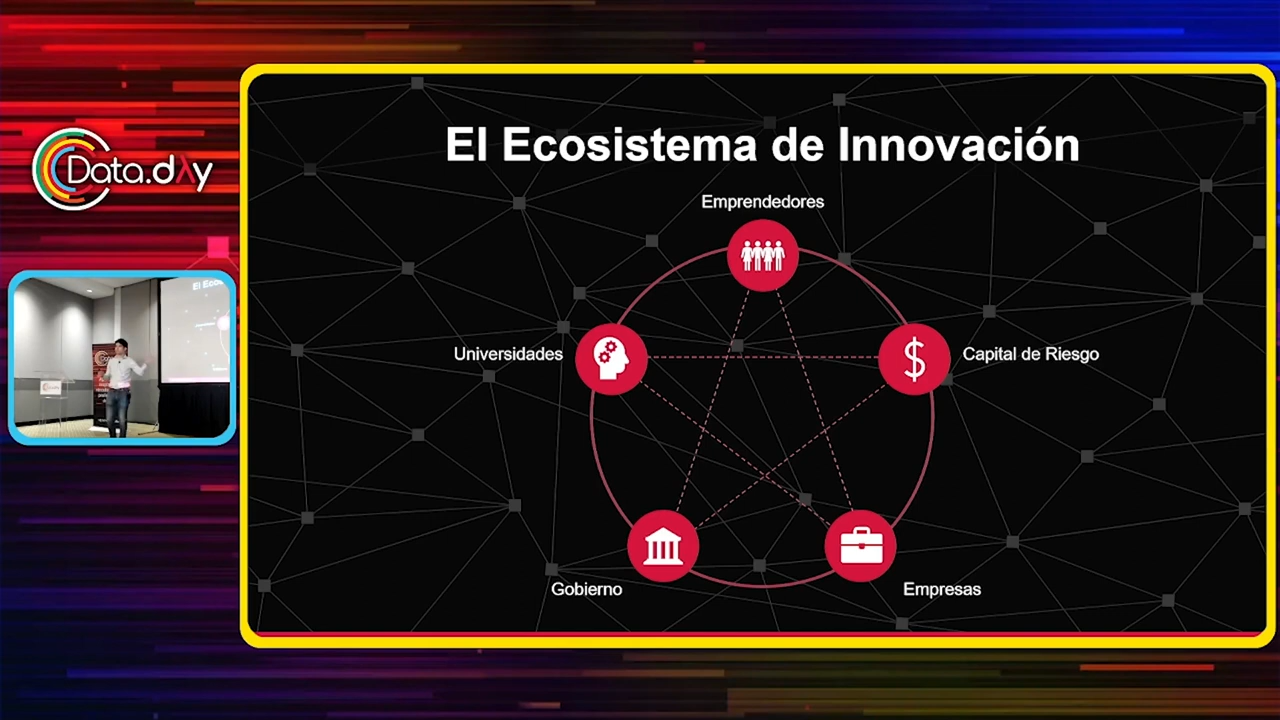 El Ecosistema de Innovación
Emprendedores
Data.dAy
Universidades
Capital de Riesgo
Gobierno
Empresas